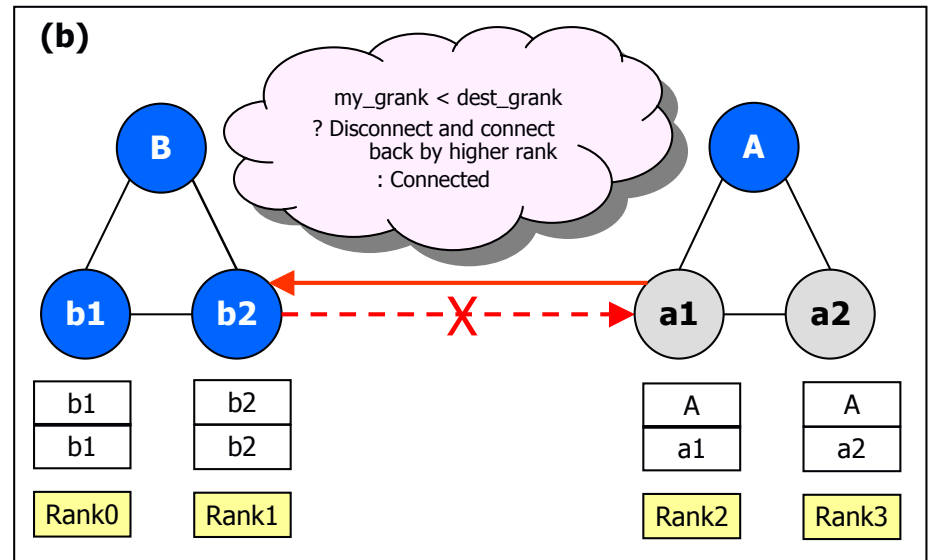 (b)
my_grank < dest_grank
? Disconnect and connect
back by higher rank
: Connected
B
A
b1
b2
X
a1
a2
b1
b2
A
A
b1
b2
a1
a2
Rank0
Rank1
Rank2
Rank3